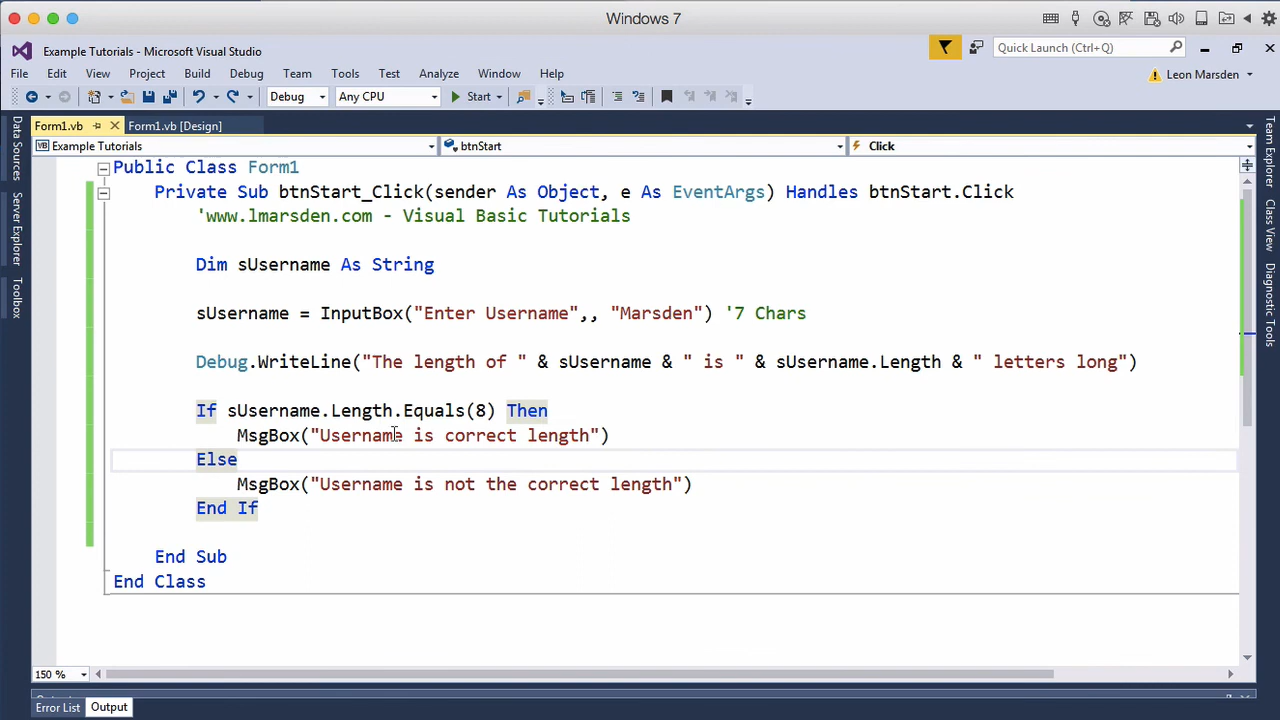 Windows 7
Example Tutorials - Microsoft Visual Studio
Quick Launch (Ctrl+Q)
File Edit View Project Build Debug Team Tools Test Analyze Window Help
Leon Marsden
Debug Any CPU Start
Form1.vb Form1.vb [Design]
Example Tutorials btnStart Click
Data Sources
Server Explorer
Toolbox
Public Class Form1
Private Sub btnStart_Click(sender As Object, e As EventArgs) Handles btnStart.Click
'www.lmarsden.com - Visual Basic Tutorials
Dim sUsername As String
sUsername = InputBox("Enter Username",, "Marsden") '7 Chars
Debug.WriteLine("The length of " & sUsername & " is " & sUsername.Length & " letters long")
If sUsername.Length.Equals(8) Then
MsgBox("Username is correct length")
Else
MsgBox("Username is not the correct length")
End If
End Sub
End Class
Team Explorer
Class View
Diagnostic Tools
150 %
Error List Output